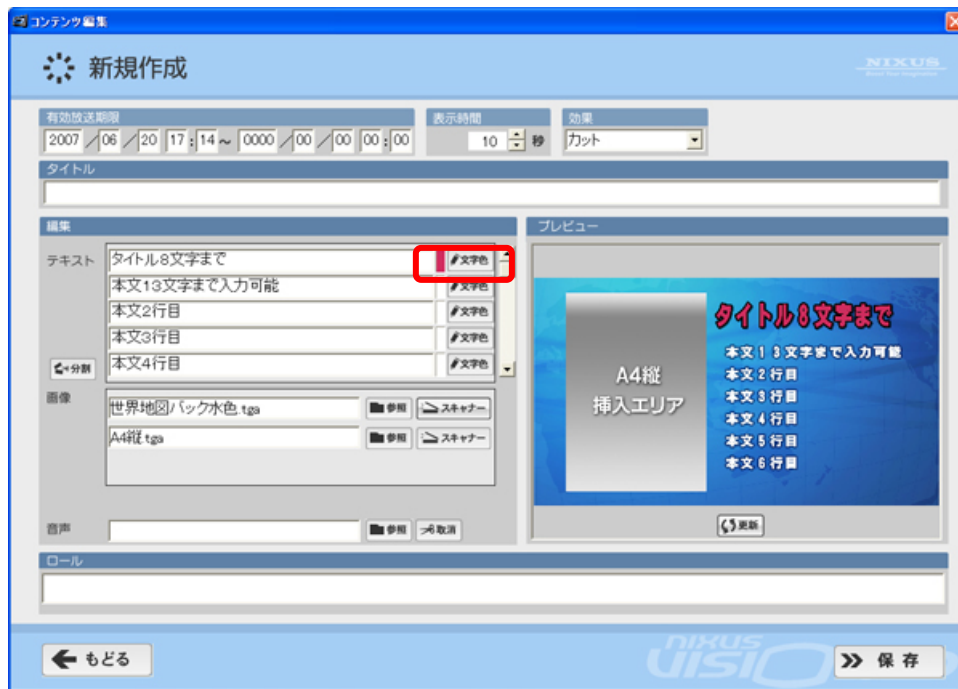 コンテンツ編集
新規作成
NIXUS
有効放送期限
表示時間
効果
2007／06／20 17：14～ 0000／00／00 00：00
10 秒
カット
タイトル
編集
プレビュー
テキスト
タイトル8文字まで
文字色
本文13文字まで入力可能
文字色
本文2行目
文字色
本文3行目
文字色
本文4行目
文字色
分割
画像
世界地図バック水色.tga
参照
スキャナー
A4縦.tga
参照
スキャナー
音声
参照
取消
A4縦
挿入エリア
タイトル8文字まで
本文13文字まで入力可能
本文2行目
本文3行目
本文4行目
本文5行目
本文6行目
更新
ロール
もどる
NIXUS
VISIO
保存